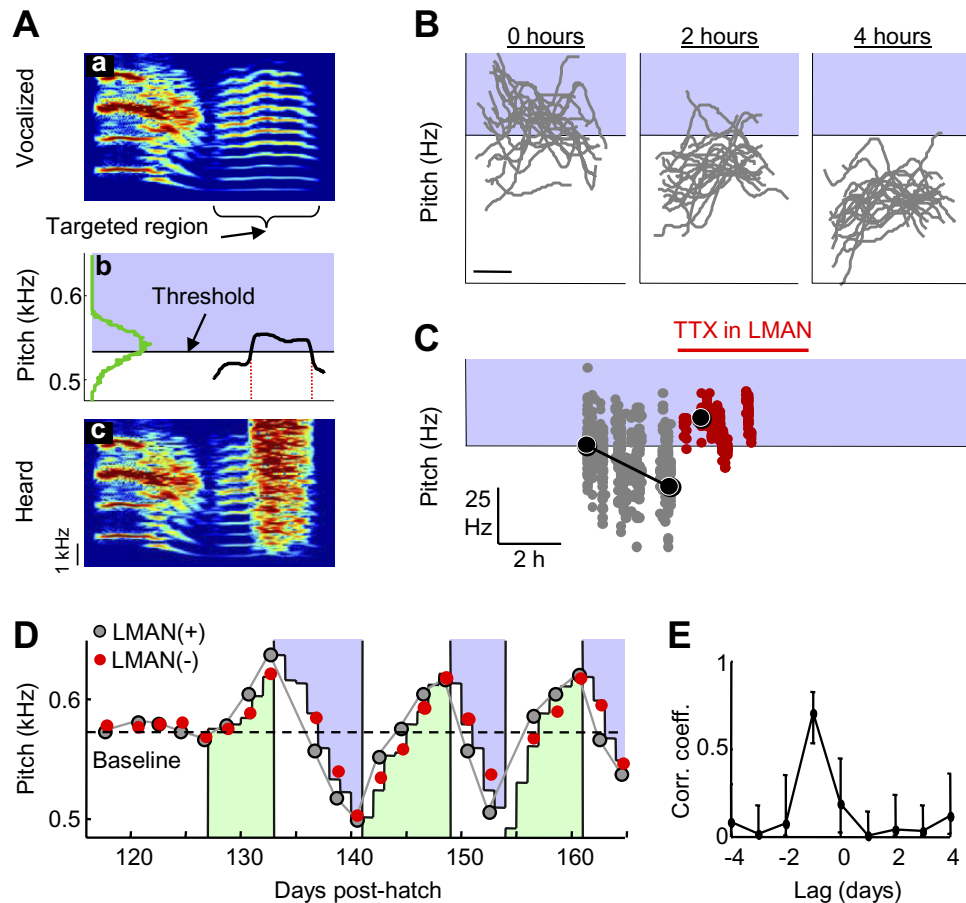 A
Vocalized
a
Targeted region
b
Pitch (kHz)
0.6
0.5
Threshold
c
Heard
1 kHz
B
0 hours
2 hours
4 hours
Pitch (Hz)
C
TTX in LMAN
Pitch (Hz)
25
Hz
2 h
D
LMAN(+)
LMAN(-)
Pitch (kHz)
0.6
0.5
Baseline
120
130
140
150
160
Days post-hatch
E
Corr. coeff.
1
0.5
0
-4
-2
0
2
4
Lag (days)